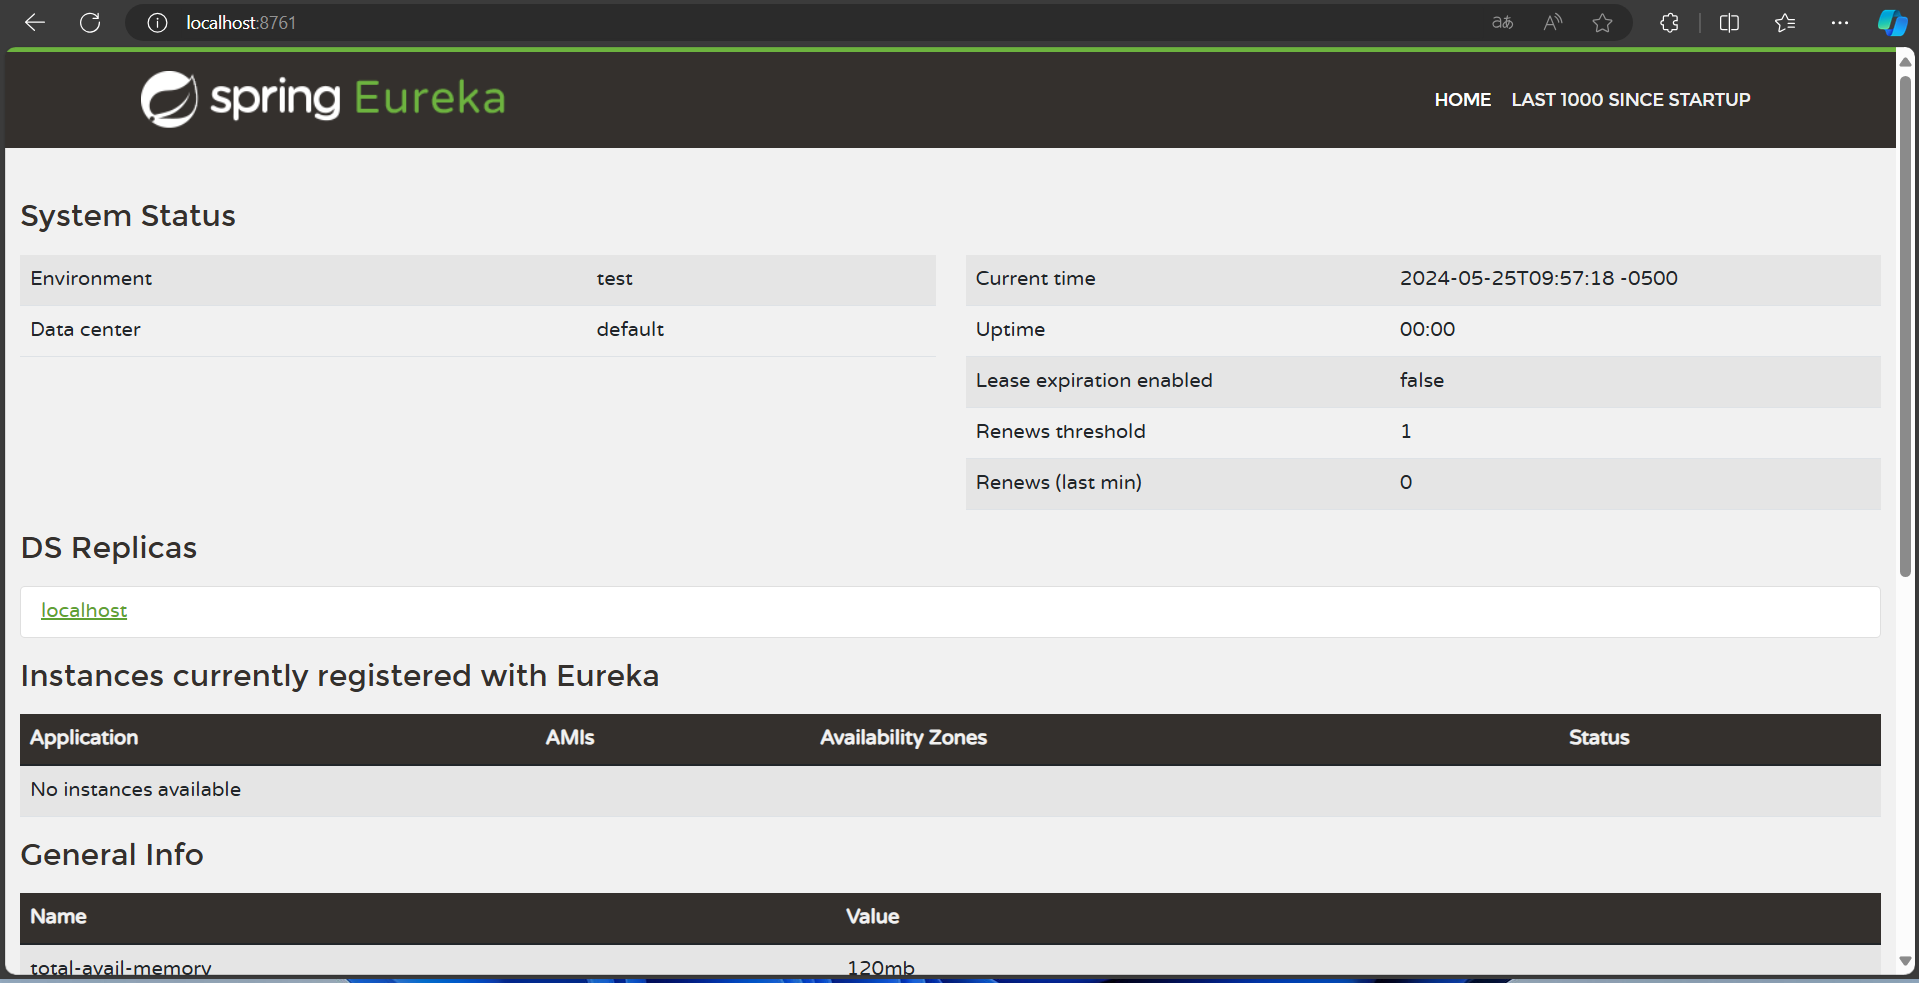 localhost:8761
spring Eureka
HOME LAST 1000 SINCE STARTUP
System Status
Environment test
Data center default
Current time 2024-05-25T09:57:18 -0500
Uptime 00:00
Lease expiration enabled false
Renews threshold 1
Renews (last min) 0
DS Replicas
localhost
Instances currently registered with Eureka
Application AMIs Availability Zones Status
No instances available
General Info
Name Value
total-avail-memory 120mb